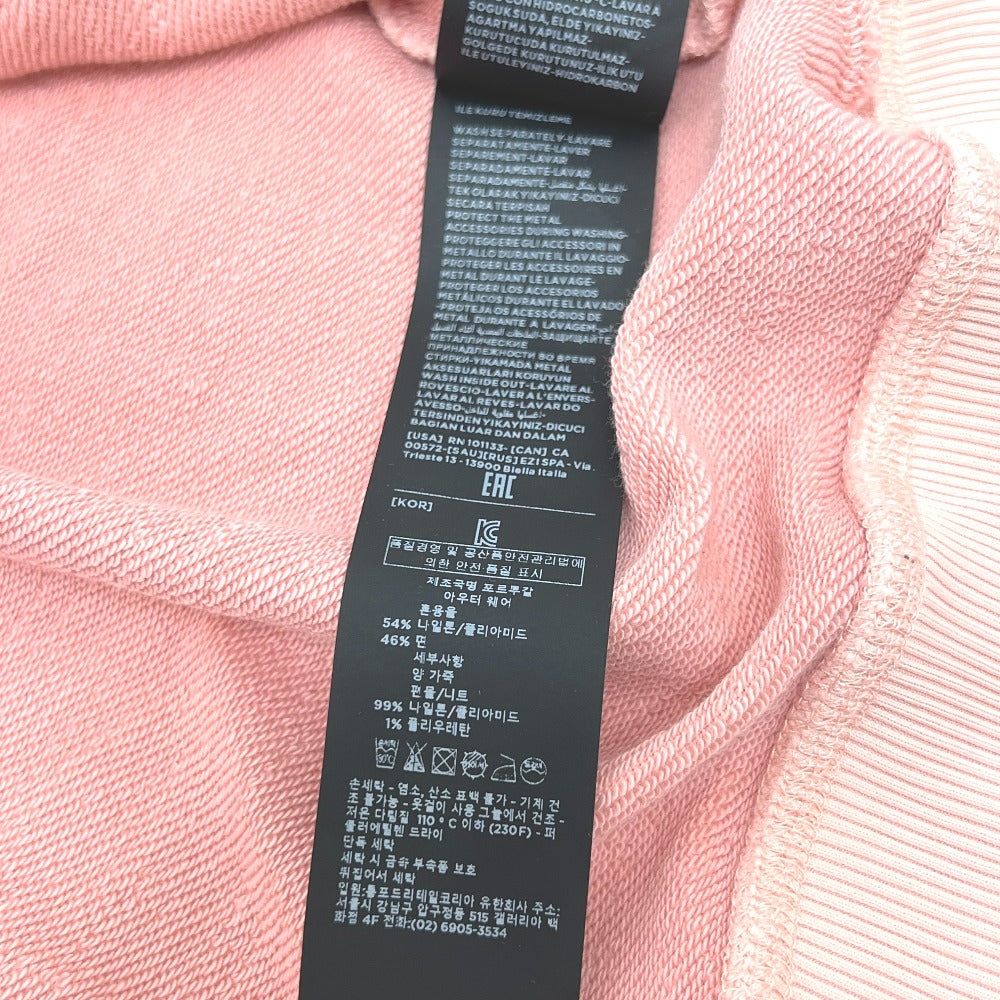 CON HIDROCARBONETOS-
SOGUKSUDA, ELDE YIKAYINIZ-
AGARTMA YAPILMAZ-
KURUTUCUDA KURUTULMAZ-
GOLGEDE KURUTUNUZ-ILIK UTU
ILE UTULEYINIZ-HIDROKARBON
ILE KURU TEMIZLEME
WASH SEPARATELY-LAVARE
SEPARATAMENTE-LAVER
SEPAREMENT-LAVAR
SEPARADAMENTE-LAVAR
SEPARADAMENTE-
TEK OLARAK YIKAYINIZ-DICUCI
SECARA TERPISAH
PROTECT THE METAL
ACCESSORIES DURING WASHING-
PROTEGGERE GLI ACCESSORI IN
METALLO DURANTE IL LAVAGGIO-
PROTEGER LES ACCESSOIRES EN
METAL DURANT LE LAVAGE-
PROTEGER LOS ACCESORIOS
METÁLICOS DURANTE EL LAVADO
-PROTEJA OS ACESSÓRIOS DE
METAL DURANTE A LAVAGEM-
-ЗАЩИЩАЙТЕ
МЕТАЛЛИЧЕСКИЕ
ПРИНАДЛЕЖНОСТИ ВО ВРЕМЯ
СТИРКИ-YIKAMADA METAL
AKSESUARLARI KORUYUN
WASH INSIDE OUT-LAVARE AL
ROVESCIO-LAVER A L'ENVERS-
LAVAR AL REVES-LAVAR DO
AVESSO-
TERSINDEN YIKAYINIZ-DICUCI
BAGIAN LUAR DAN DALAM
[USA] RN 101133- [CAN] CA
00572-[SAU][RUS] EZI SPA - Via.
Trieste 13 - 13900 Biella Italia
EAC
[KOR]
KC
품질경영 및 공산품안전관리법에
의한 안전·품질 표시
제조국명 포르투갈
아우터 웨어
혼용율
54% 나일론/폴리아미드
46% 면
세부사항
양 가죽
편물/니트
99% 나일론/폴리아미드
1% 폴리우레탄
손세탁 - 염소, 산소 표백 불가 - 기계 건
조 불가능 - 옷걸이 사용 그늘에서 건조 -
저온 다림질 110 ° C 이하 (230F) - 퍼
클러에틸렌 드라이
단독 세탁
세탁 시 금속 부속품 보호
뒤집어서 세탁
입원: 톰포드리테일코리아 유한회사 주소:
서울시 강남구 압구정동 515 갤러리아 백
화점 4F 전화:(02) 6905-3534